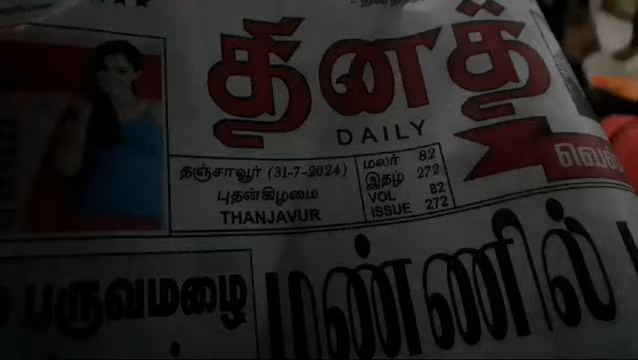 தினத்
DAILY
தஞ்சாவூர் (31-7-2024)
புதன்கிழமை
THANJAVUR
மலர் 82
இதழ் 272
VOL 82
ISSUE 272
பருவமழை
மண்ணில்